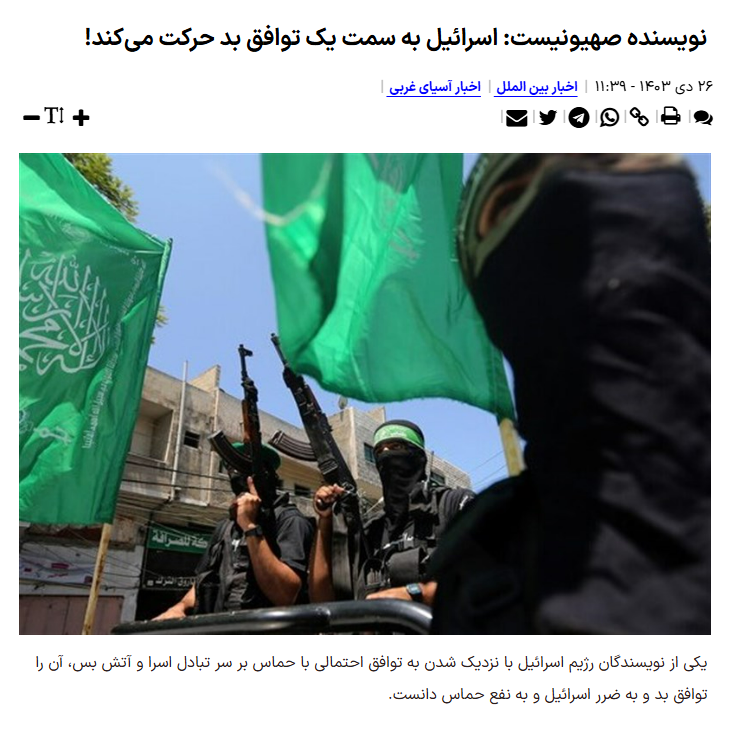 نویسنده صهیونیست: اسرائیل به سمت یک توافق بد حرکت می‌کند!
۲۶ دی ۱۴۰۳ - ۱۱:۳۹ | اخبار بین الملل | اخبار آسیای غربی |
یکی از نویسندگان رژیم اسرائیل با نزدیک شدن به توافق احتمالی با حماس بر سر تبادل اسرا و آتش بس، آن را
توافق بد و به ضرر اسرائیل و به نفع حماس دانست.